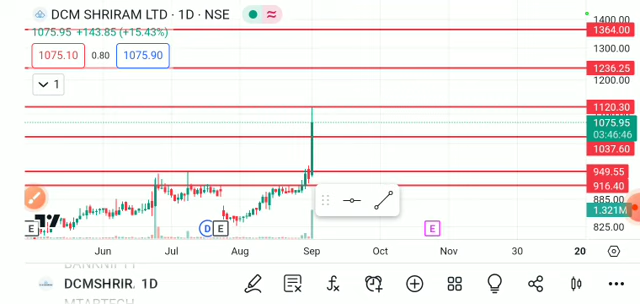 DCM SHRIRAM LTD · 1D · NSE
1075.95 +143.85 (+15.43%)
1075.10 0.80 1075.90
1
1400.00
1364.00
1300.00
1236.25
1200.00
1120.30
1075.95
03:46:46
1037.60
949.55
916.40
885.00
1.321M
825.00
D E
E
E
Jun Jul Aug Sep Oct Nov 30 20
DCMSHRIR. 1D
MTARTECH